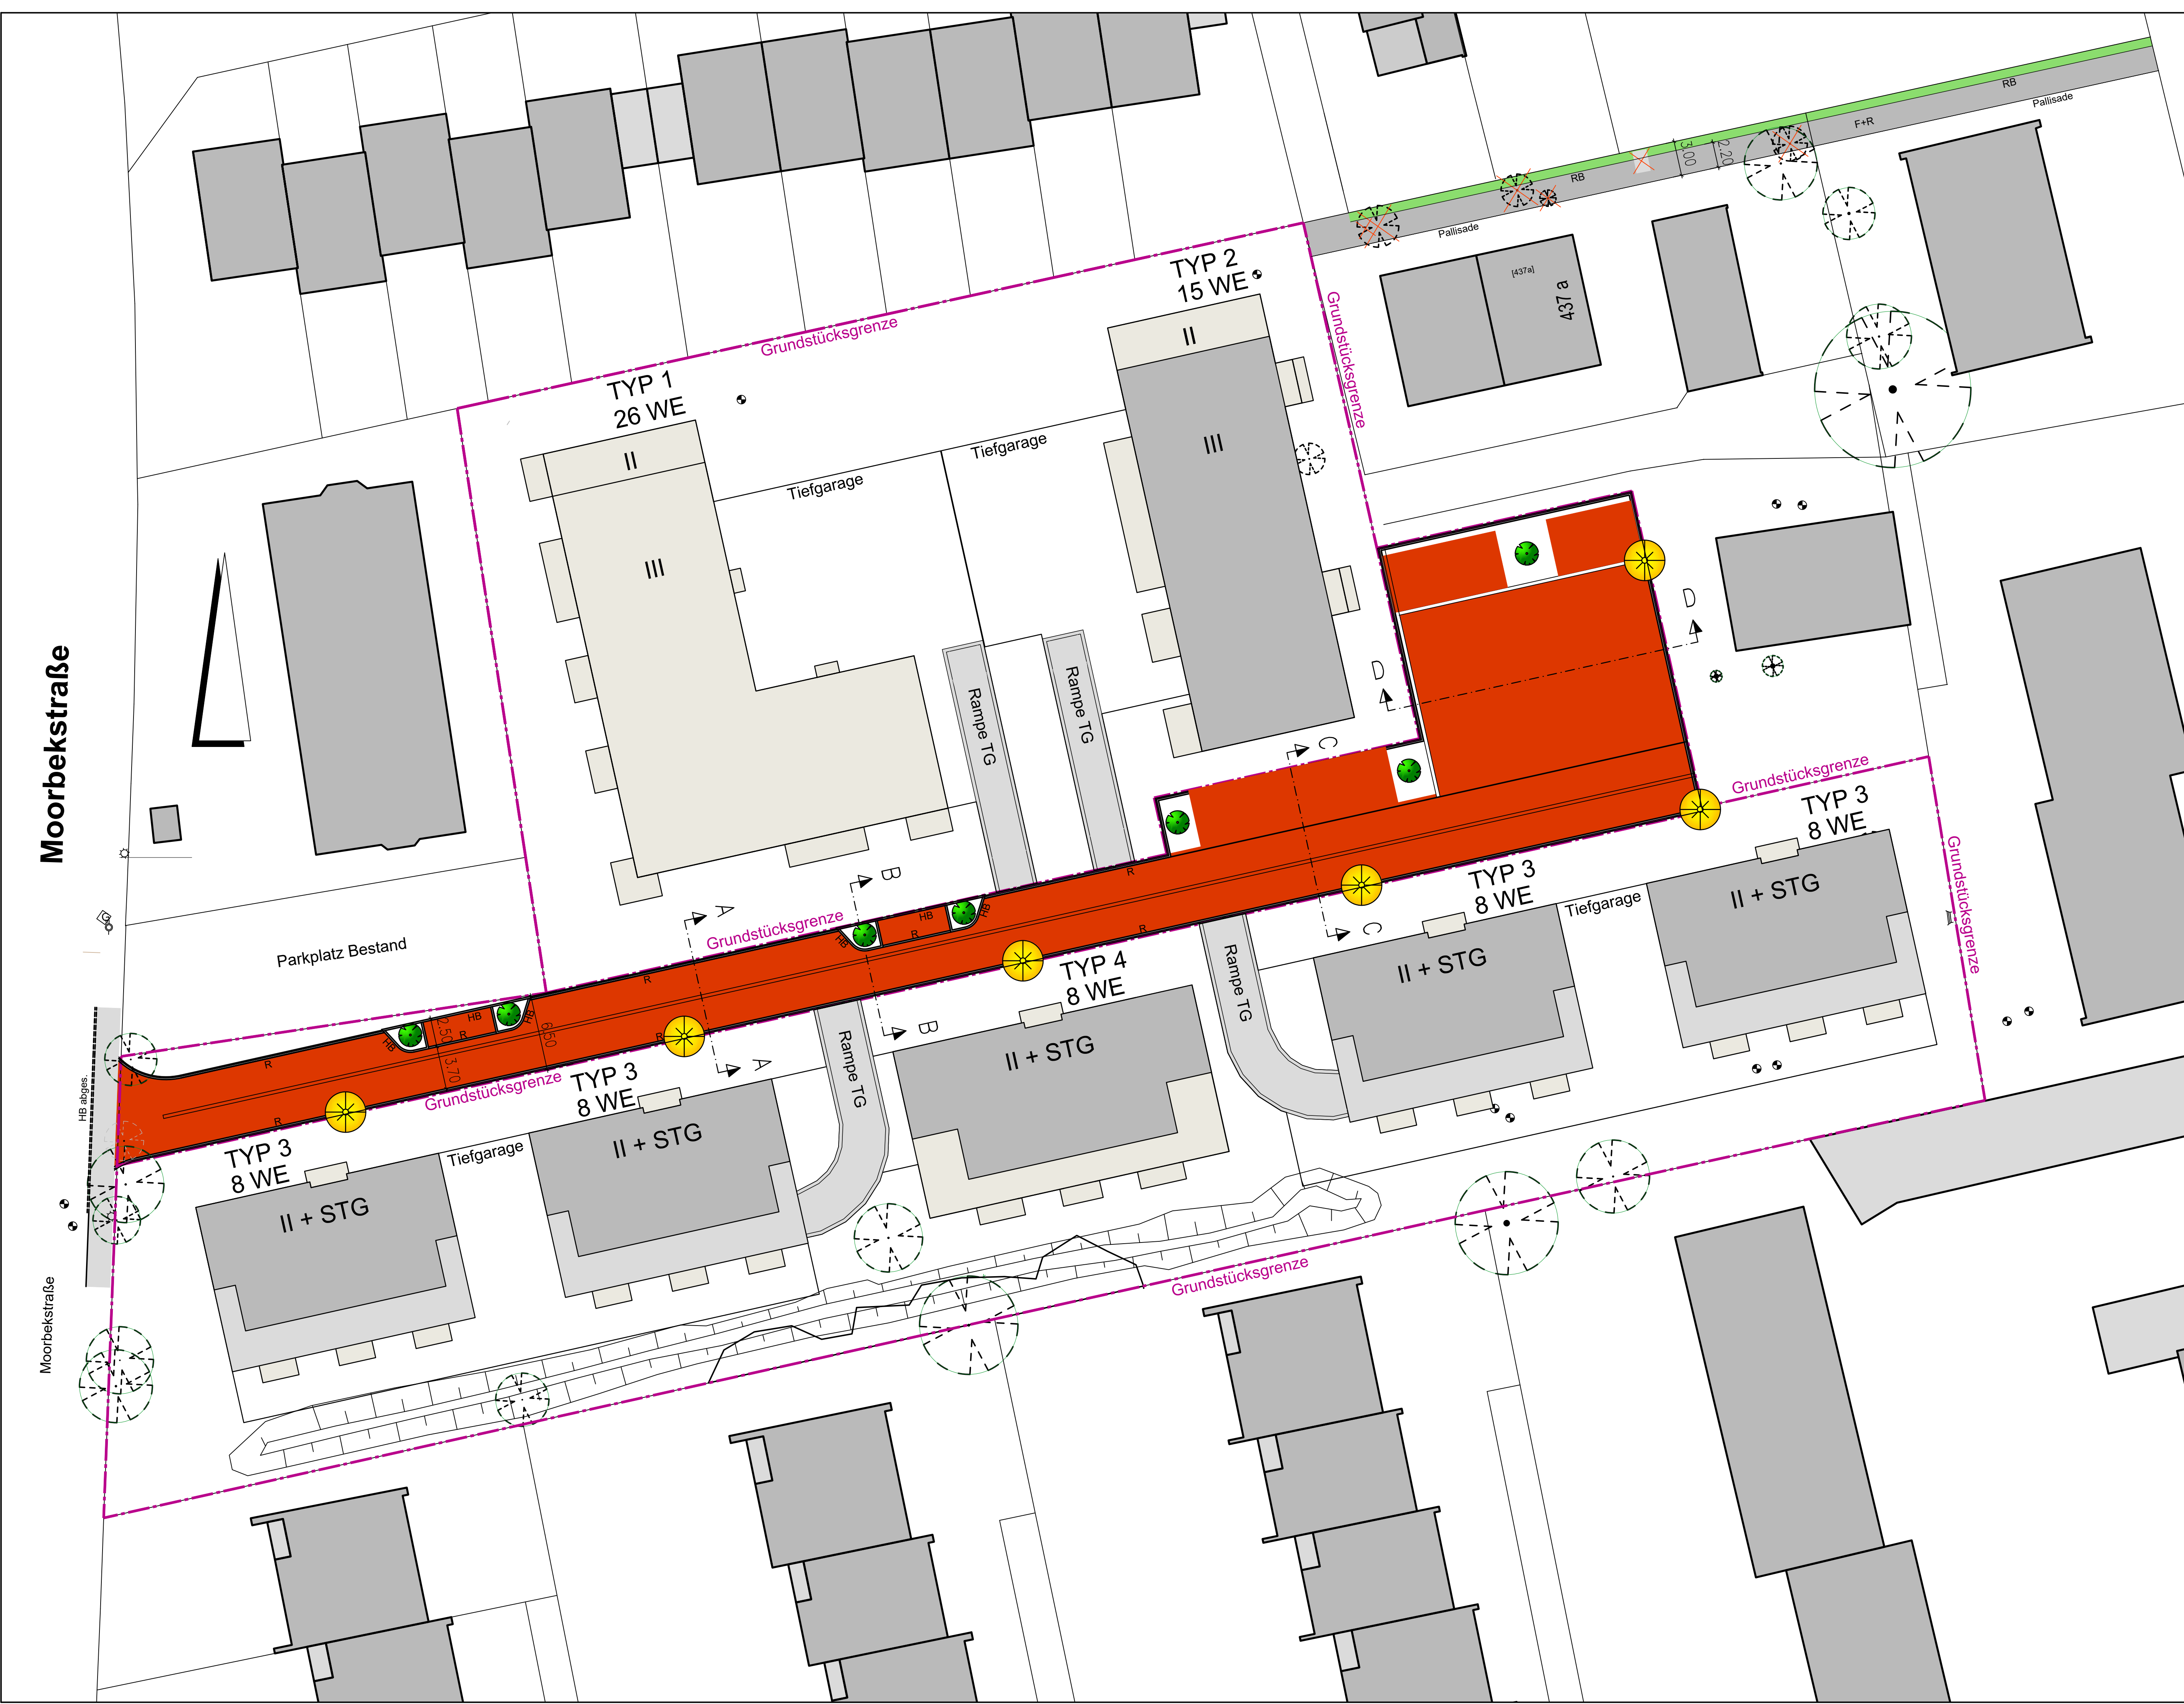 RB
Pallisade
F+R
3.00
2.20
RB
Pallisade
TYP 2
15 WE
[437a]
437 a
Grundstücksgrenze
Grundstücksgrenze
II
TYP 1
26 WE
II
III
III
Tiefgarage
Tiefgarage
Moorbekstraße
D
D
Rampe TG
Rampe TG
C
Grundstücksgrenze
TYP 3
8 WE
Grundstücksgrenze
II + STG
B
R
TYP 3
8 WE
Tiefgarage
A
Grundstücksgrenze
HB
HB
HB
R
R
C
II + STG
Parkplatz Bestand
TYP 4
8 WE
Rampe TG
R
HB
HB
HB
R
2.50
6.50
3.70
R
B
II + STG
A
Rampe TG
R
HB abges.
R
Grundstücksgrenze
TYP 3
8 WE
II + STG
Tiefgarage
TYP 3
8 WE
II + STG
Grundstücksgrenze
Moorbekstraße